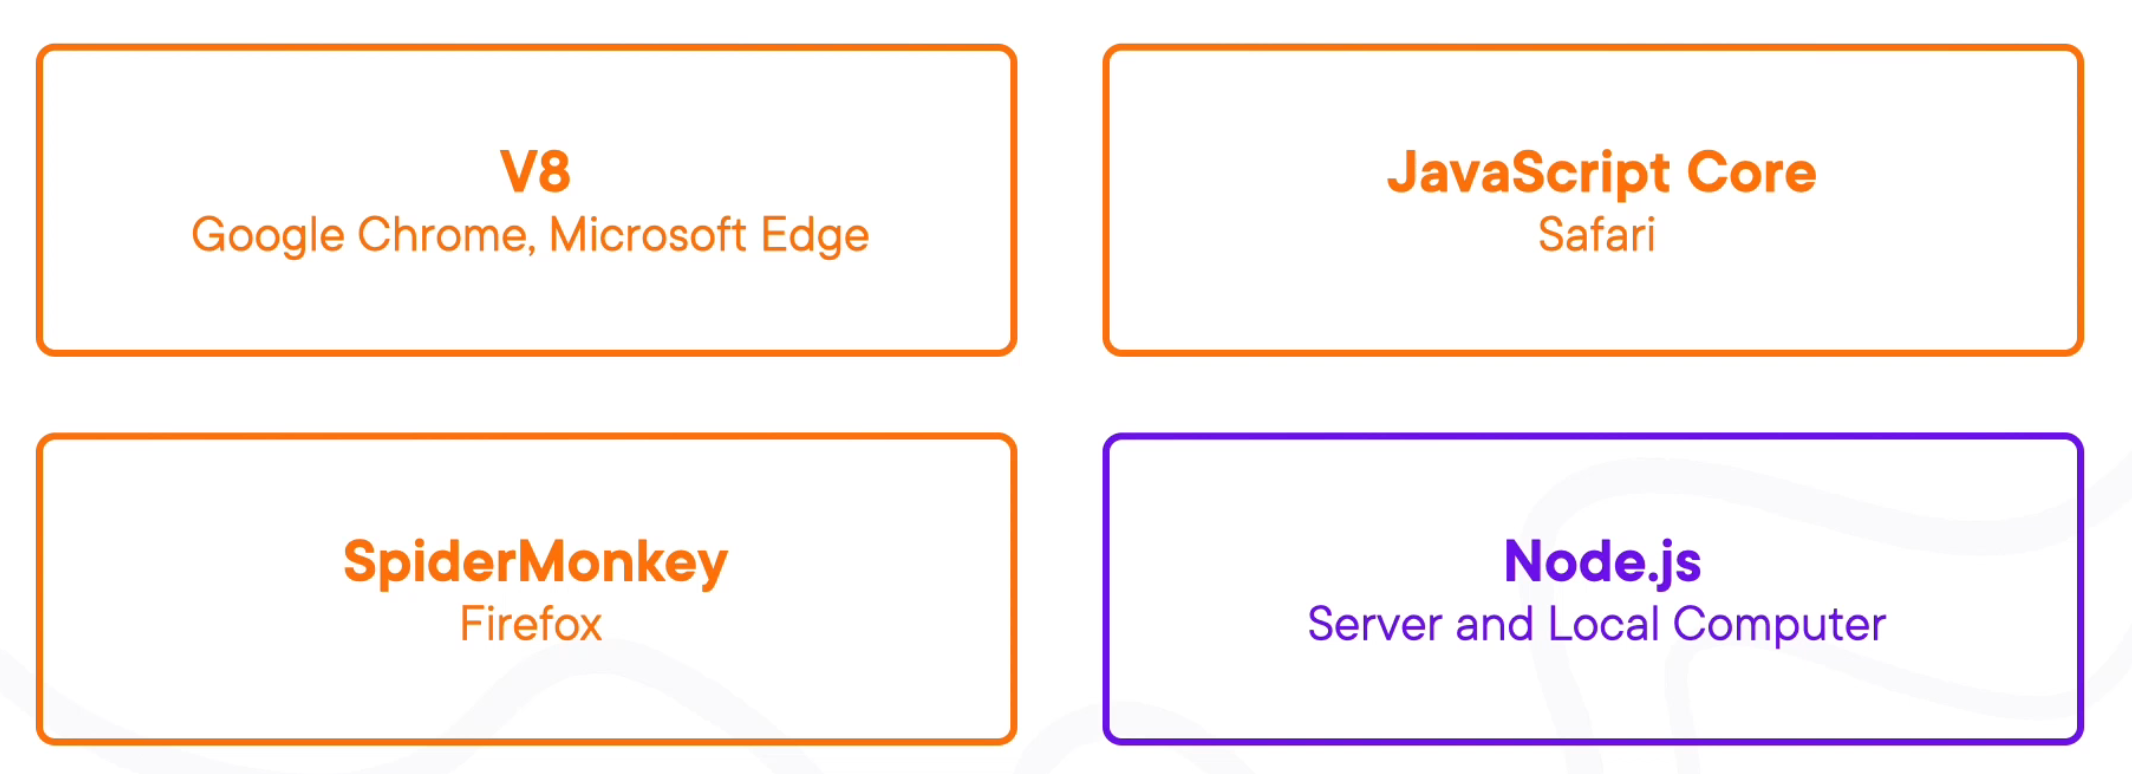 V8
Google Chrome, Microsoft Edge
JavaScript Core
Safari
SpiderMonkey
Firefox
Node.js
Server and Local Computer